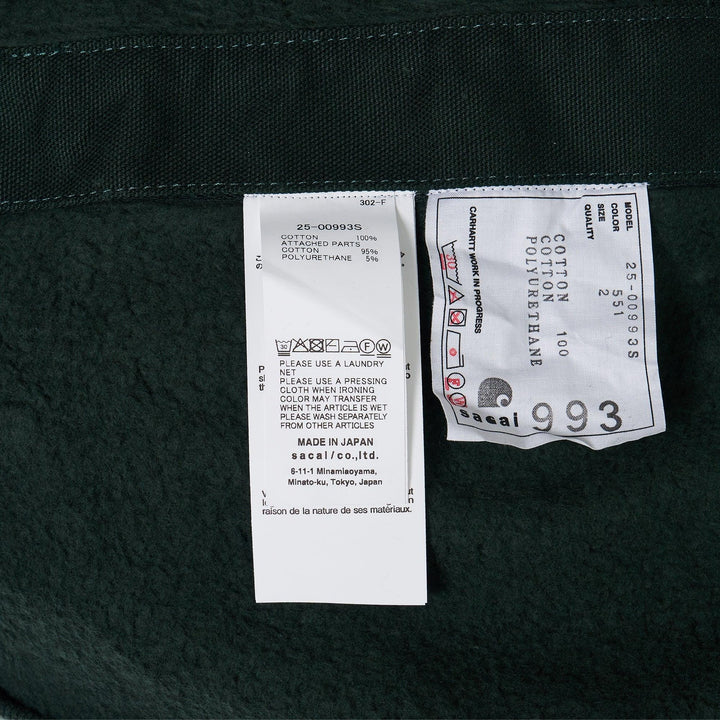 302-F
25-00993S
COTTON 100%
ATTACHED PARTS
COTTON 95%
POLYURETHANE 5%
30
F W
PLEASE USE A LAUNDRY
NET
PLEASE USE A PRESSING
CLOTH WHEN IRONING
COLOR MAY TRANSFER
WHEN THE ARTICLE IS WET
PLEASE WASH SEPARATELY
FROM OTHER ARTICLES
MADE IN JAPAN
sacai/co.,ltd.
6-11-1 Minamiaoyama,
Minato-ku, Tokyo, Japan
raison de la nature de ses matériaux.
MODEL 25-00993S
COLOR 551
SIZE 2
QUALITY
COTTON 100
COTTON
POLYURETHANE
CARHARTT WORK IN PROGRESS
30
sacai
993